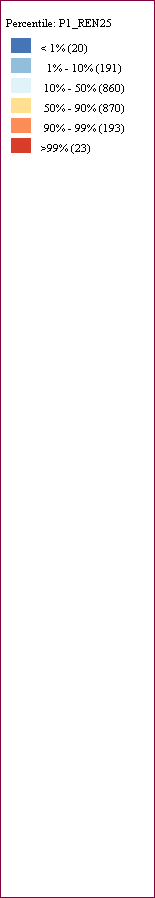 Percentile: P1_REN25
< 1% (20)
1% - 10% (191)
10% - 50% (860)
50% - 90% (870)
90% - 99% (193)
>99% (23)